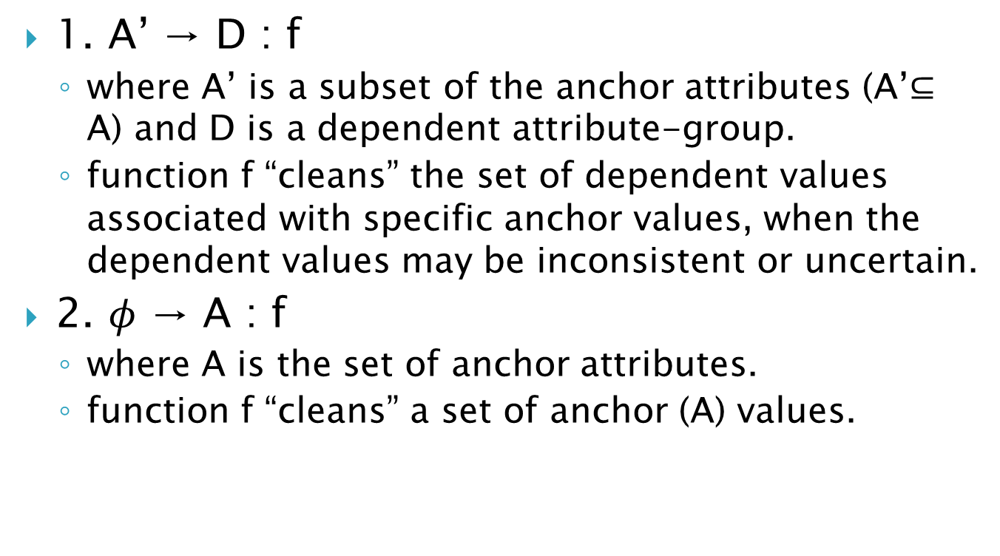 1. A’ → D : f
where A’ is a subset of the anchor attributes (A’⊆
A) and D is a dependent attribute–group.
function f “cleans” the set of dependent values
associated with specific anchor values, when the
dependent values may be inconsistent or uncertain.
2. ϕ → A : f
where A is the set of anchor attributes.
function f “cleans” a set of anchor (A) values.